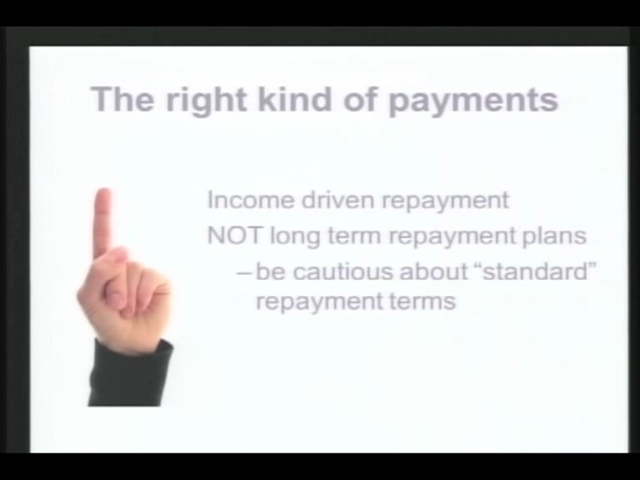 The right kind of payments
Income driven repayment
NOT long term repayment plans
– be cautious about “standard”
repayment terms